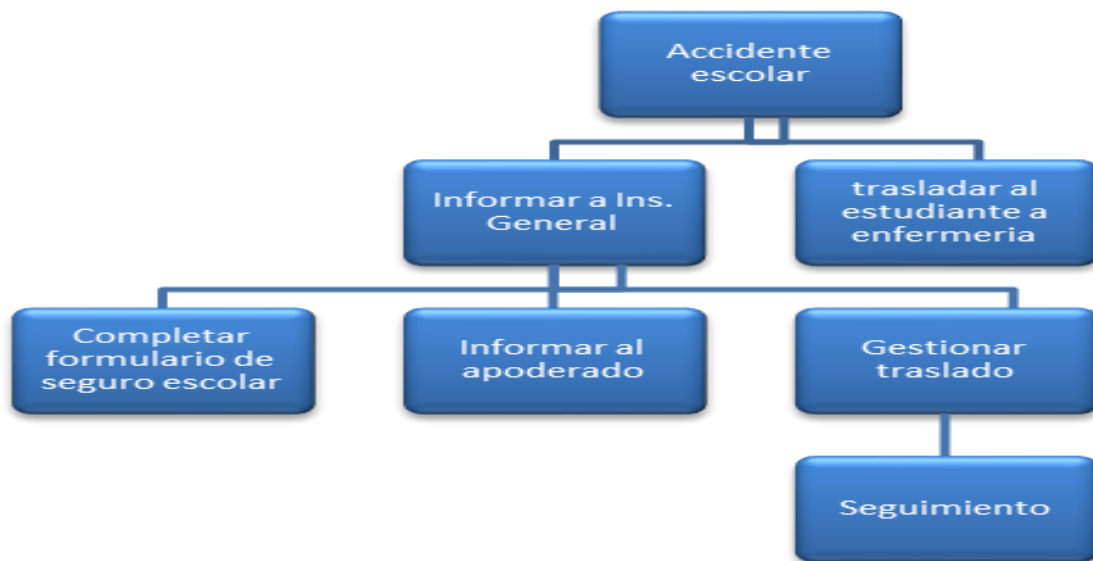 Accidente
escolar
Informar a Ins.
General
trasladar al
estudiante a
enfermeria
Completar
formulario de
seguro escolar
Informar al
apoderado
Gestionar
traslado
Seguimiento